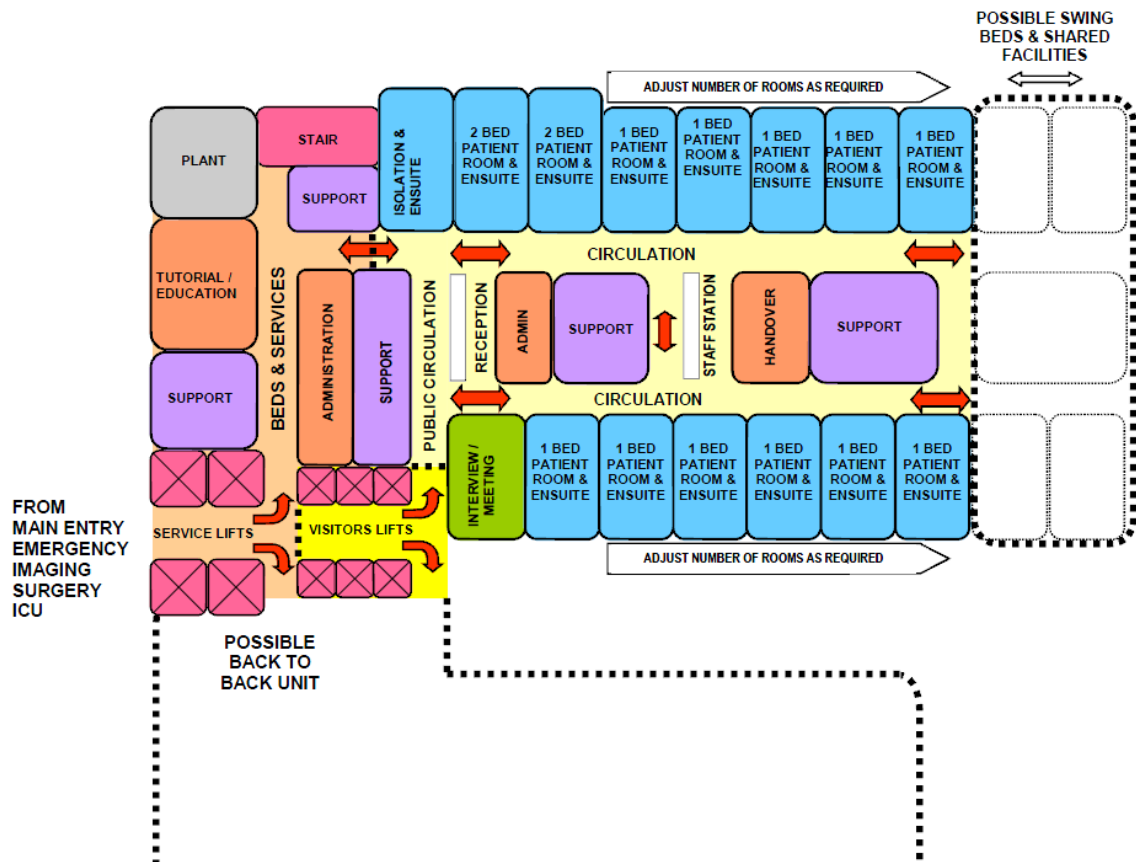 POSSIBLE SWING
BEDS & SHARED
FACILITIES
ADJUST NUMBER OF ROOMS AS REQUIRED
PLANT
STAIR
SUPPORT
ISOLATION &
ENSUITE
2 BED
PATIENT
ROOM &
ENSUITE
2 BED
PATIENT
ROOM &
ENSUITE
1 BED
PATIENT
ROOM &
ENSUITE
1 BED
PATIENT
ROOM &
ENSUITE
1 BED
PATIENT
ROOM &
ENSUITE
1 BED
PATIENT
ROOM &
ENSUITE
1 BED
PATIENT
ROOM &
ENSUITE
CIRCULATION
TUTORIAL /
EDUCATION
BEDS & SERVICES
ADMINISTRATION
SUPPORT
PUBLIC CIRCULATION
RECEPTION
ADMIN
SUPPORT
STAFF STATION
HANDOVER
SUPPORT
SUPPORT
CIRCULATION
INTERVIEW /
MEETING
1 BED
PATIENT
ROOM &
ENSUITE
1 BED
PATIENT
ROOM &
ENSUITE
1 BED
PATIENT
ROOM &
ENSUITE
1 BED
PATIENT
ROOM &
ENSUITE
1 BED
PATIENT
ROOM &
ENSUITE
1 BED
PATIENT
ROOM &
ENSUITE
FROM
MAIN ENTRY
EMERGENCY
IMAGING
SURGERY
ICU
SERVICE LIFTS
VISITORS LIFTS
ADJUST NUMBER OF ROOMS AS REQUIRED
POSSIBLE
BACK TO
BACK UNIT